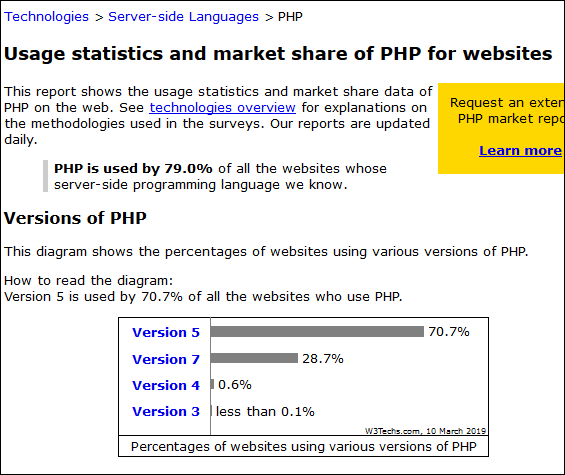 Technologies > Server-side Languages > PHP
Usage statistics and market share of PHP for websites
This report shows the usage statistics and market share data of
PHP on the web. See technologies overview for explanations on
the methodologies used in the surveys. Our reports are updated
daily.
Request an exten
PHP market repo
Learn more
PHP is used by 79.0% of all the websites whose
server-side programming language we know.
Versions of PHP
This diagram shows the percentages of websites using various versions of PHP.
How to read the diagram:
Version 5 is used by 70.7% of all the websites who use PHP.
Version 5 70.7%
Version 7 28.7%
Version 4 0.6%
Version 3 less than 0.1%
W3Techs.com, 10 March 2019
Percentages of websites using various versions of PHP